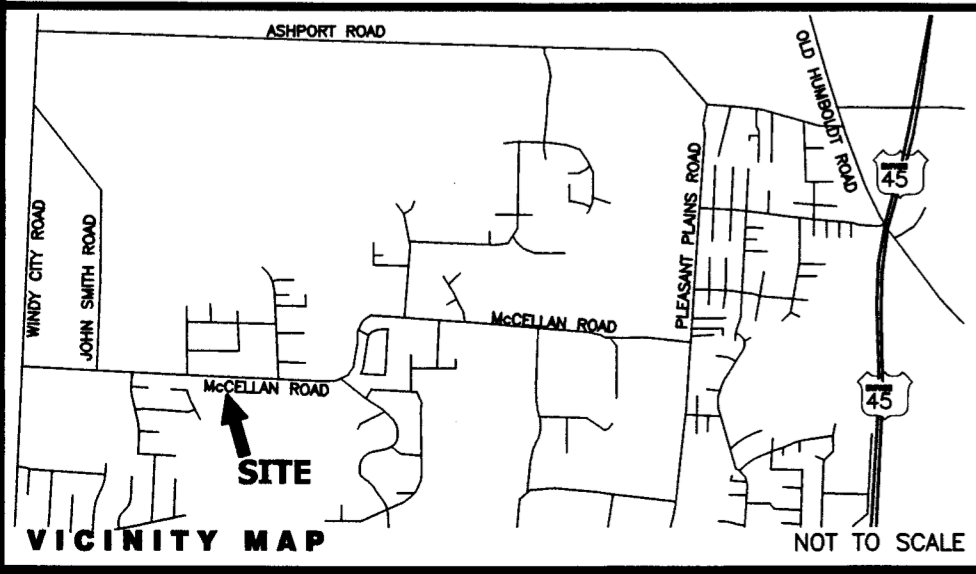 ASHPORT ROAD
OLD HUMBOLDT ROAD
45
WINDY CITY ROAD
JOHN SMITH ROAD
PLEASANT PLAINS ROAD
McCELLAN ROAD
McCELLAN ROAD
45
SITE
VICINITY MAP
NOT TO SCALE